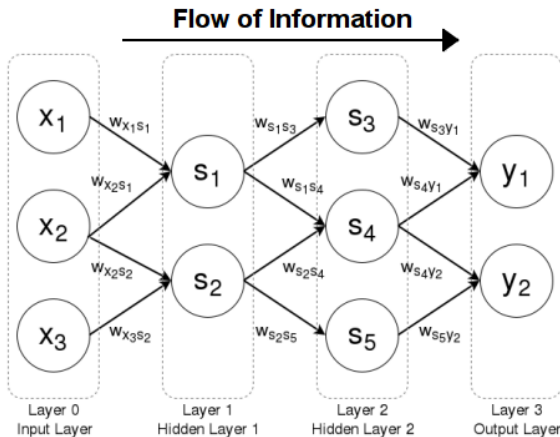 Flow of Information
x1
x2
x3
wx1s1
wx2s1
wx2s2
wx3s2
s1
s2
ws1s3
ws1s4
ws2s4
ws2s5
s3
s4
s5
ws3y1
ws4y1
ws4y2
ws5y2
y1
y2
Layer 0
Input Layer
Layer 1
Hidden Layer 1
Layer 2
Hidden Layer 2
Layer 3
Output Layer